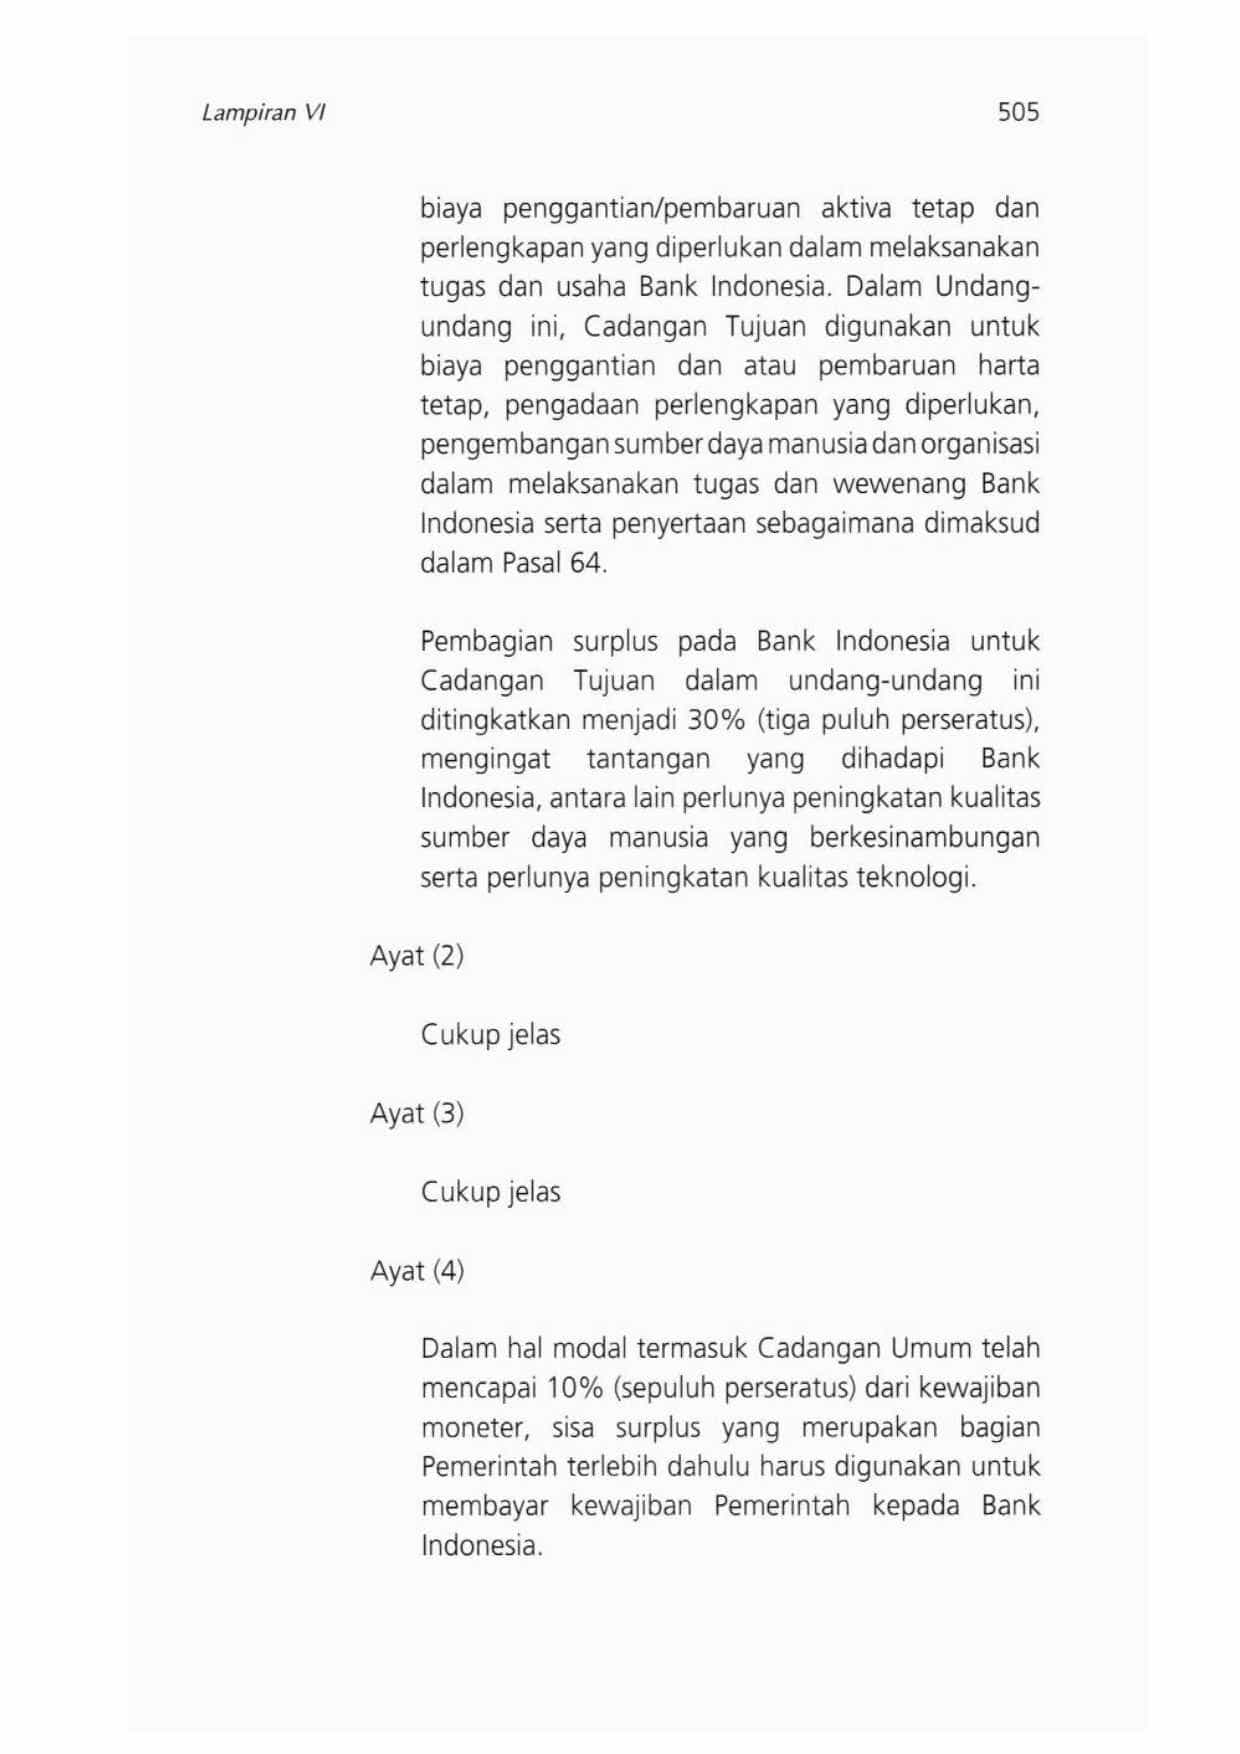 Lampiran VI
505
biaya penggantian/pembaruan aktiva tetap dan
perlengkapan yang diperlukan dalam melaksanakan
tugas dan usaha Bank Indonesia. Dalam Undang-
undang ini, Cadangan Tujuan digunakan untuk
biaya penggantian dan atau pembaruan harta
tetap, pengadaan perlengkapan yang diperlukan,
pengembangan sumber daya manusia dan organisasi
dalam melaksanakan tugas dan wewenang Bank
Indonesia serta penyertaan sebagaimana dimaksud
dalam Pasal 64.
Pembagian surplus pada Bank Indonesia untuk
Cadangan Tujuan dalam undang-undang ini
ditingkatkan menjadi 30% (tiga puluh perseratus),
mengingat tantangan yang dihadapi Bank
Indonesia, antara lain perlunya peningkatan kualitas
sumber daya manusia yang berkesinambungan
serta perlunya peningkatan kualitas teknologi.
Ayat (2)
Cukup jelas
Ayat (3)
Cukup jelas
Ayat (4)
Dalam hal modal termasuk Cadangan Umum telah
mencapai 10% (sepuluh perseratus) dari kewajiban
moneter, sisa surplus yang merupakan bagian
Pemerintah terlebih dahulu harus digunakan untuk
membayar kewajiban Pemerintah kepada Bank
Indonesia.